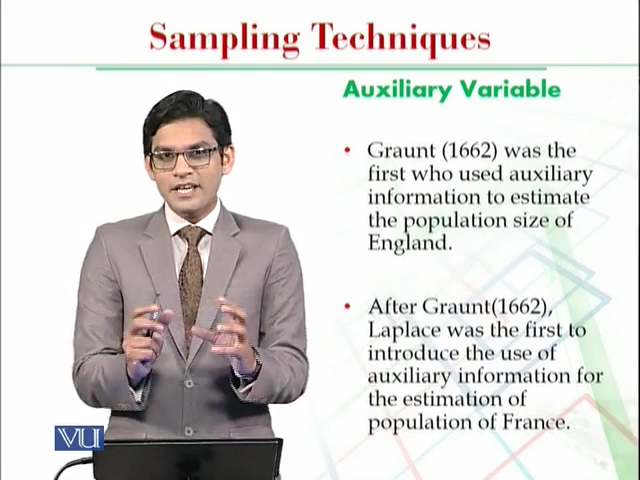 Sampling Techniques
Auxiliary Variable
• Graunt (1662) was the
first who used auxiliary
information to estimate
the population size of
England.
• After Graunt(1662),
Laplace was the first to
introduce the use of
auxiliary information for
the estimation of
population of France.
VU